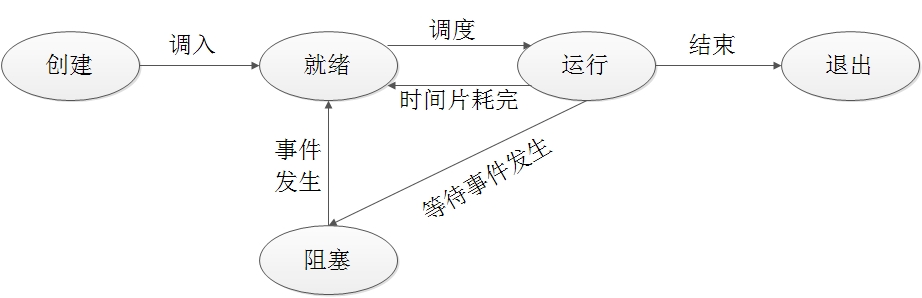 调入
调度
结束
创建
就绪
运行
退出
时间片耗完
事件
发生
等待事件发生
阻塞